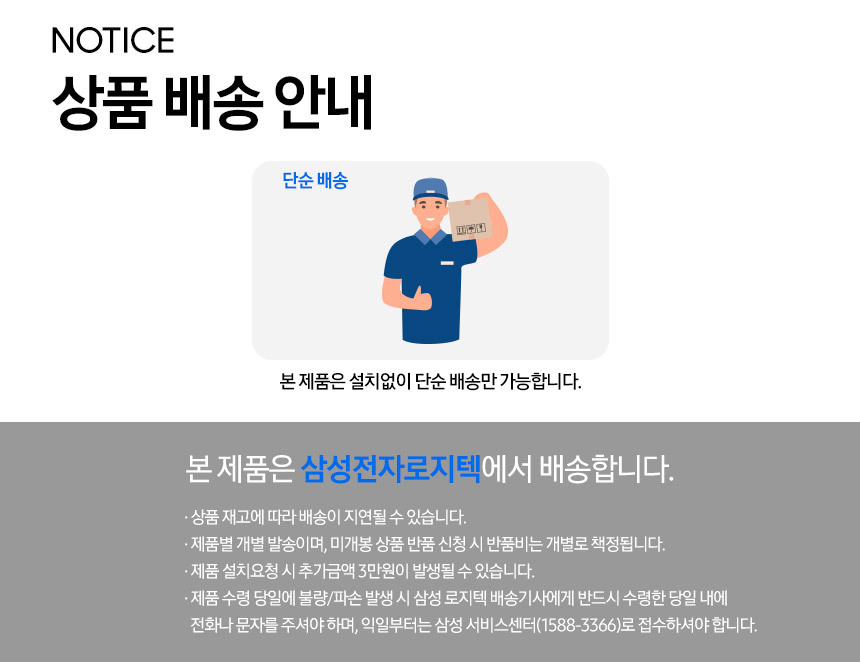 NOTICE
상품 배송 안내
단순 배송
본 제품은 설치없이 단순 배송만 가능합니다.
본 제품은 삼성전자로지텍에서 배송합니다.
· 상품 재고에 따라 배송이 지연될 수 있습니다.
· 제품별 개별 발송이며, 미개봉 상품 반품 신청 시 반품비는 개별로 책정됩니다.
· 제품 설치요청 시 추가금액 3만원이 발생될 수 있습니다.
· 제품 수령 당일에 불량/파손 발생 시 삼성 로지텍 배송기사에게 반드시 수령한 당일 내에
전화나 문자를 주셔야 하며, 익일부터는 삼성 서비스센터(1588-3366)로 접수하셔야 합니다.